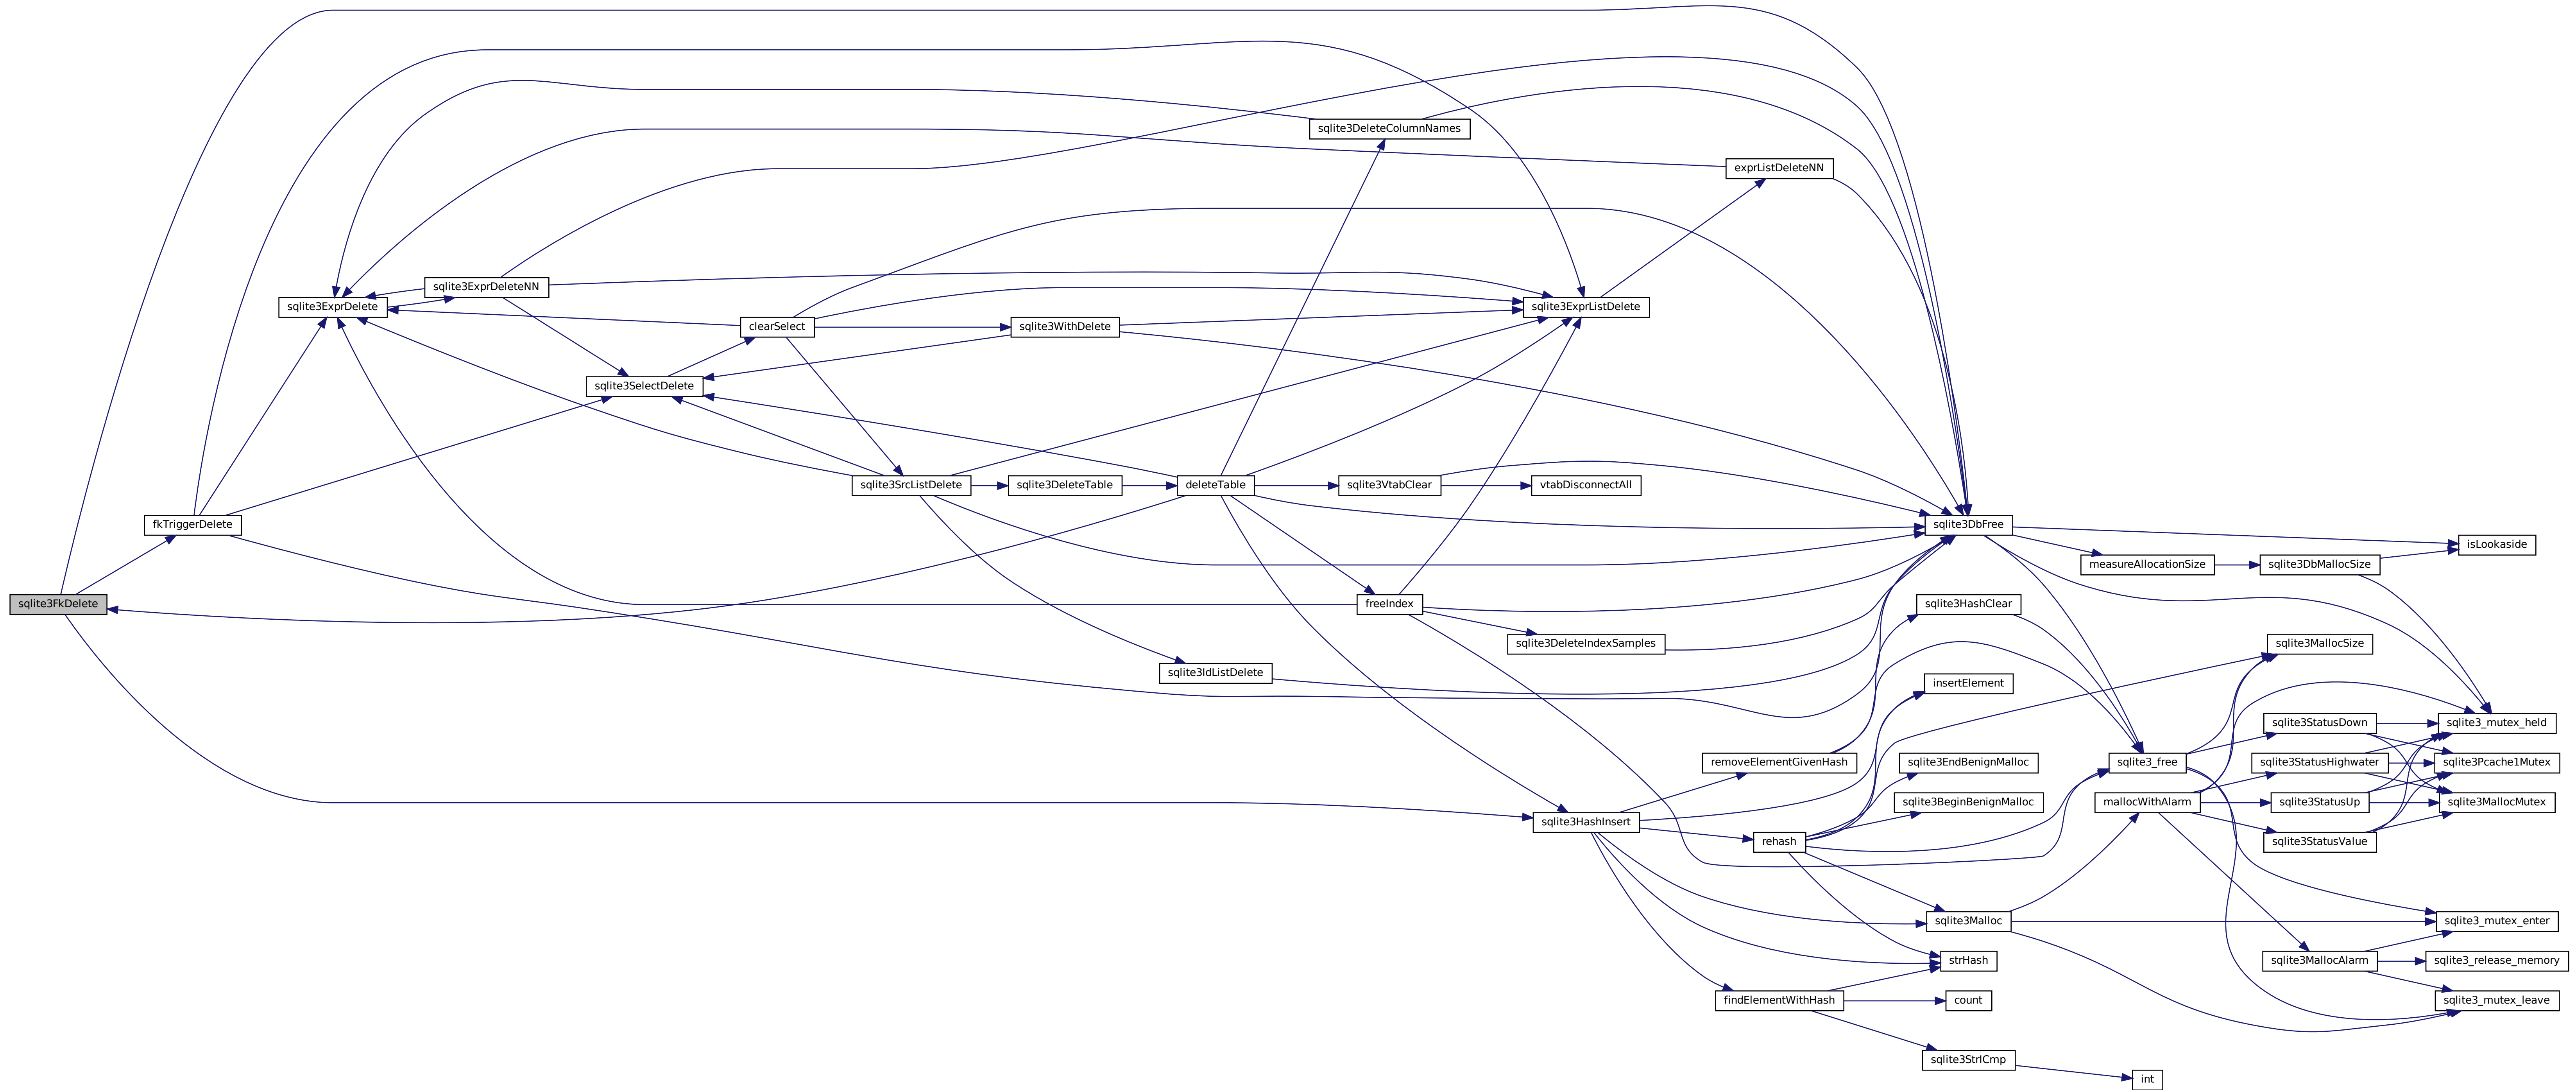 sqlite3DeleteColumnNames
exprListDeleteNN
sqlite3ExprDeleteNN
sqlite3ExprDelete
sqlite3ExprListDelete
clearSelect
sqlite3WithDelete
sqlite3SelectDelete
sqlite3SrcListDelete
sqlite3DeleteTable
deleteTable
sqlite3VtabClear
vtabDisconnectAll
fkTriggerDelete
sqlite3DbFree
isLookaside
measureAllocationSize
sqlite3DbMallocSize
sqlite3FkDelete
freeIndex
sqlite3HashClear
sqlite3DeleteIndexSamples
sqlite3MallocSize
sqlite3IdListDelete
insertElement
sqlite3StatusDown
sqlite3_mutex_held
removeElementGivenHash
sqlite3EndBenignMalloc
sqlite3_free
sqlite3StatusHighwater
sqlite3Pcache1Mutex
sqlite3BeginBenignMalloc
mallocWithAlarm
sqlite3StatusUp
sqlite3MallocMutex
sqlite3HashInsert
rehash
sqlite3StatusValue
sqlite3Malloc
sqlite3_mutex_enter
strHash
sqlite3MallocAlarm
sqlite3_release_memory
findElementWithHash
count
sqlite3_mutex_leave
sqlite3StrICmp
int